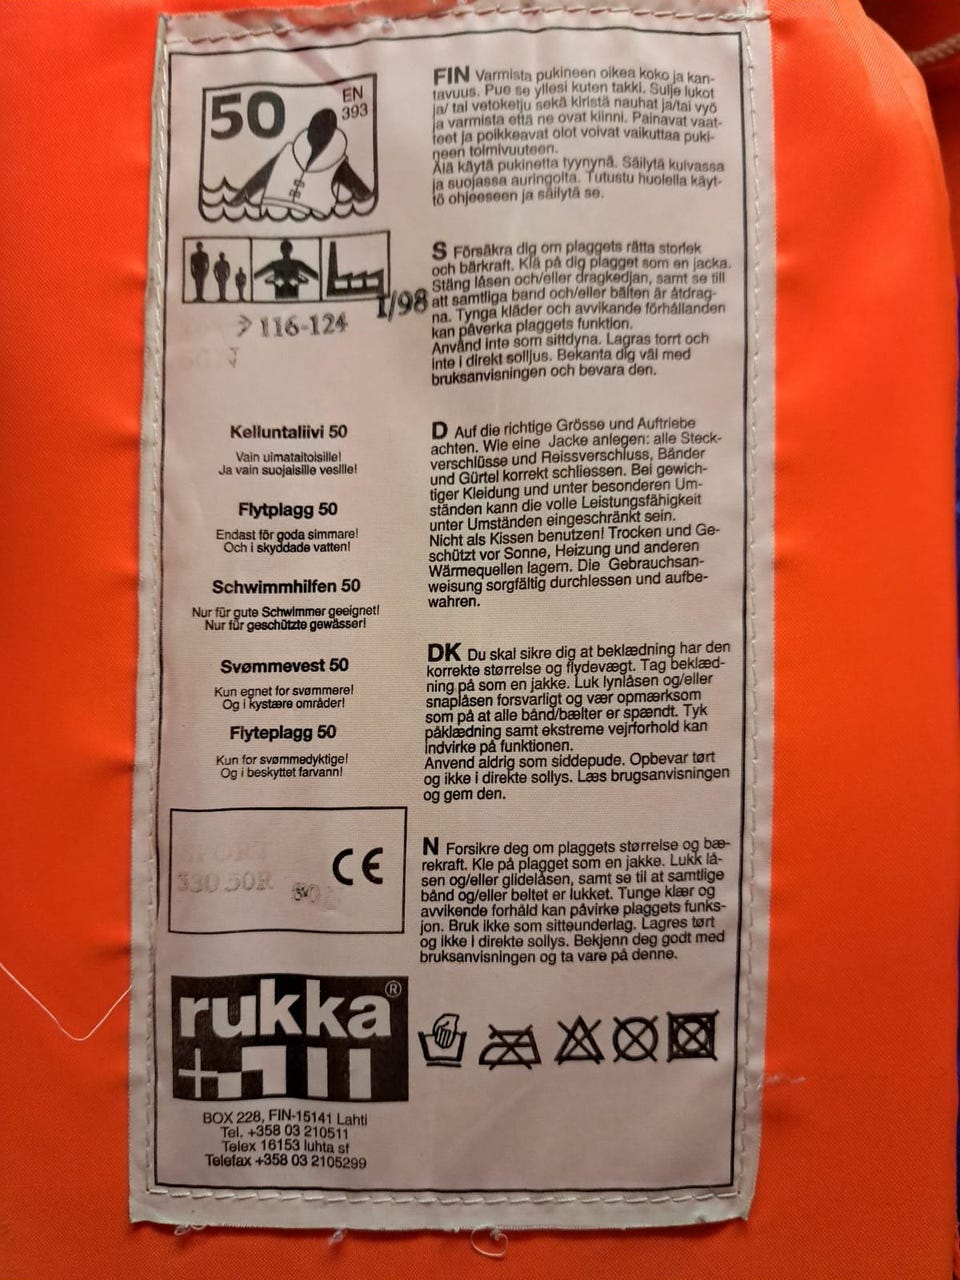 50
EN
393
1/98
> 116-124
50N
Kelluntaliivi 50
Vain uimataitoisille!
Ja vain suojaisille vesille!
Flytplagg 50
Endast för goda simmare!
Och i skyddade vatten!
Schwimmhilfen 50
Nur für gute Schwimmer geeignet!
Nur für geschützte gewässer!
Svømmevest 50
Kun egnet for svømmere!
Og i kystære områder!
Flyteplagg 50
Kun for svømmedyktige!
Og i beskyttet farvann!
SPORT
330 50R
CE
rukka®
BOX 228, FIN-15141 Lahti
Tel. +358 03 210511
Telex 16153 luhta sf
Telefax +358 03 2105299
FIN Varmista pukineen oikea koko ja kan-
tavuus. Pue se yllesi kuten takki. Sulje lukot
ja/ tai vetoketju sekä kiristä nauhat ja/tai vyö
ja varmista että ne ovat kiinni. Painavat vaat-
teet ja poikkeavat olot voivat vaikuttaa puki-
neen toimivuuteen.
Älä käytä pukinetta tyynynä. Säilytä kuivassa
ja suojassa auringolta. Tutustu huolella käyt-
tö ohjeeseen ja säilytä se.
S Försäkra dig om plaggets rätta storlek
och bärkraft. Klä på dig plagget som en jacka.
Stäng låsen och/eller dragkedjan, samt se till
att samtliga band och/eller bälten är åtdrag-
na. Tynga kläder och avvikande förhållanden
kan påverka plaggets funktion.
Använd inte som sittdyna. Lagras torrt och
inte i direkt solljus. Bekanta dig väl med
bruksanvisningen och bevara den.
D Auf die richtige Grösse und Auftriebe
achten. Wie eine Jacke anlegen: alle Steck-
verschlüsse und Reissverschluss, Bänder
und Gürtel korrekt schliessen. Bei gewich-
tiger Kleidung und unter besonderen Um-
ständen kann die volle Leistungsfähigkeit
unter Umständen eingeschränkt sein.
Nicht als Kissen benutzen! Trocken und Ge-
schützt vor Sonne, Heizung und anderen
Wärmequellen lagern. Die Gebrauchsan-
weisung sorgfältig durchlessen und aufbe-
wahren.
DK Du skal sikre dig at beklædning har den
korrekte størrelse og flydevægt. Tag beklæd-
ning på som en jakke. Luk lynlåsen og/eller
snaplåsen forsvarligt og vær opmærksom
som på at alle bånd/bælter er spændt. Tyk
påklædning samt ekstreme vejrforhold kan
indvirke på funktionen.
Anvend aldrig som siddepude. Opbevar tørt
og ikke i direkte sollys. Læs brugsanvisningen
og gem den.
N Forsikre deg om plaggets størrelse og bæ-
rekraft. Kle på plagget som en jakke. Lukk lå-
sen og/eller glidelåsen, samt se til at samtlige
bånd og/eller beltet er lukket. Tunge klær og
avvikende forhåld kan påvirke plaggets funks-
jon. Bruk ikke som sitteunderlag. Lagres tørt
og ikke i direkte sollys. Bekjenn deg godt med
bruksanvisningen og ta vare på denne.